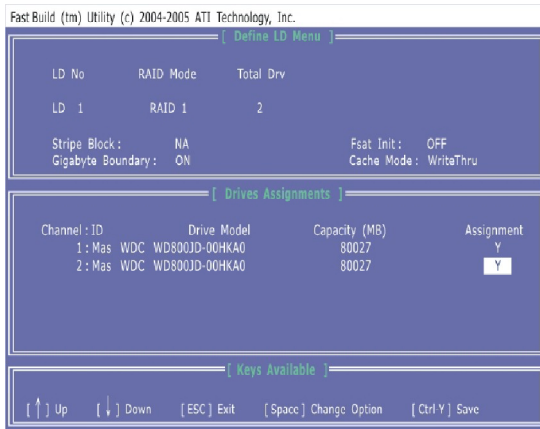 Fast Build (tm) Utility (c) 2004-2005 ATI Technology, Inc.
[ Define LD Menu ]
LD No RAID Mode Total Drv
LD 1 RAID 1 2
Stripe Block : NA Fsat Init : OFF
Gigabyte Boundary : ON Cache Mode : WriteThru
[ Drives Assignments ]
Channel : ID Drive Model Capacity (MB) Assignment
1 : Mas WDC WD800JD-00HKA0 80027 Y
2 : Mas WDC WD800JD-00HKA0 80027 Y
[ Keys Available ]
[ ↑ ] Up [ ↓ ] Down [ ESC ] Exit [ Space ] Change Option [ Ctrl-Y ] Save